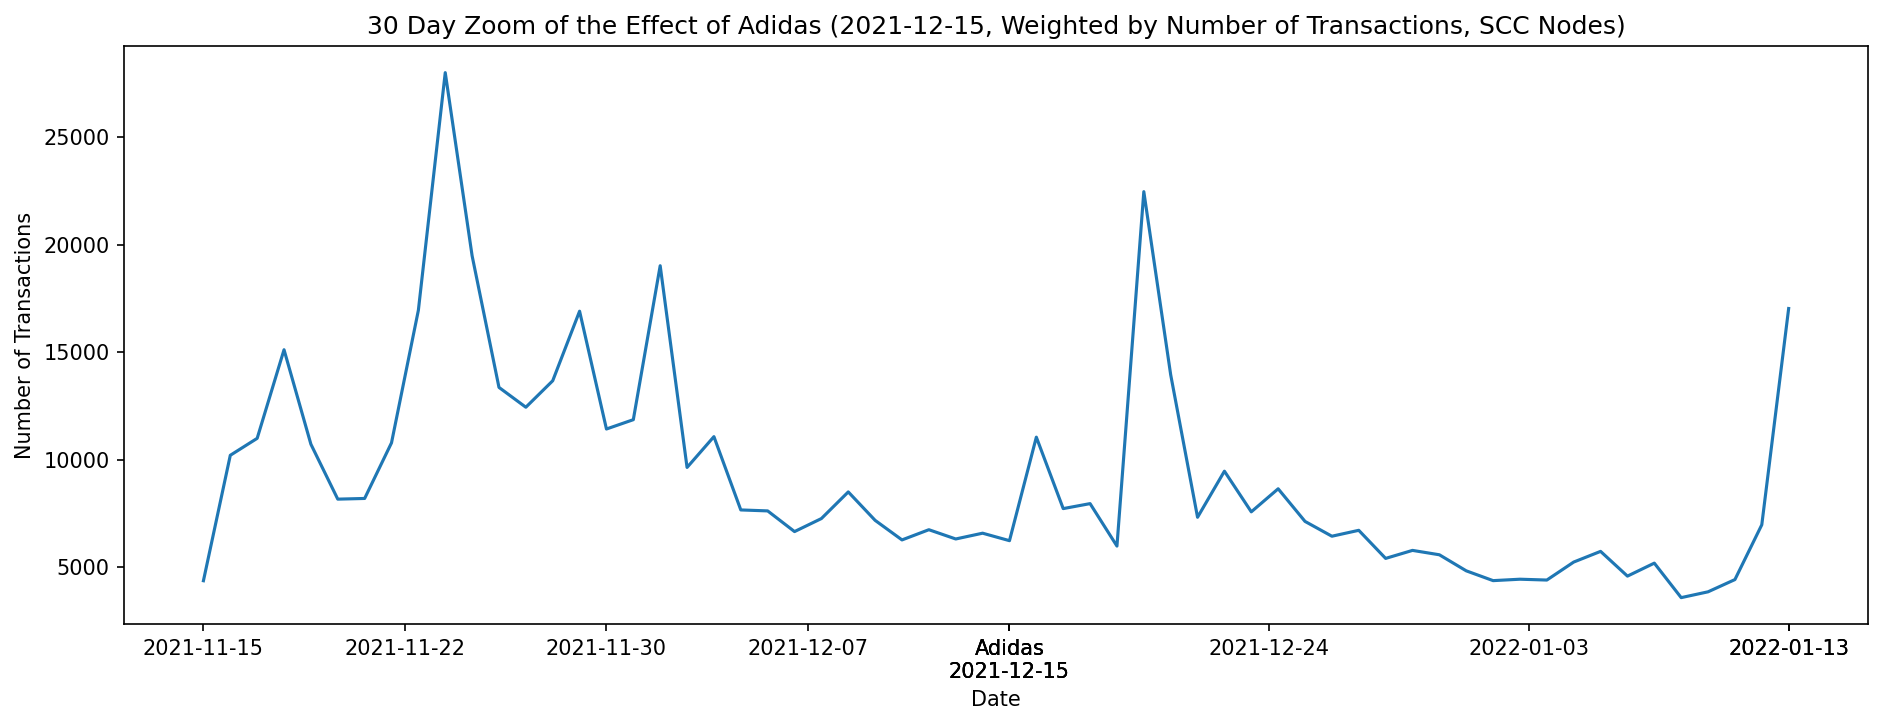 30 Day Zoom of the Effect of Adidas (2021-12-15, Weighted by Number of Transactions, SCC Nodes)
25000
20000
15000
10000
5000
Number of Transactions
2021-11-15 2021-11-22 2021-11-30 2021-12-07 Adidas 2021-12-24 2022-01-03 2022-01-13
2021-12-15
Date